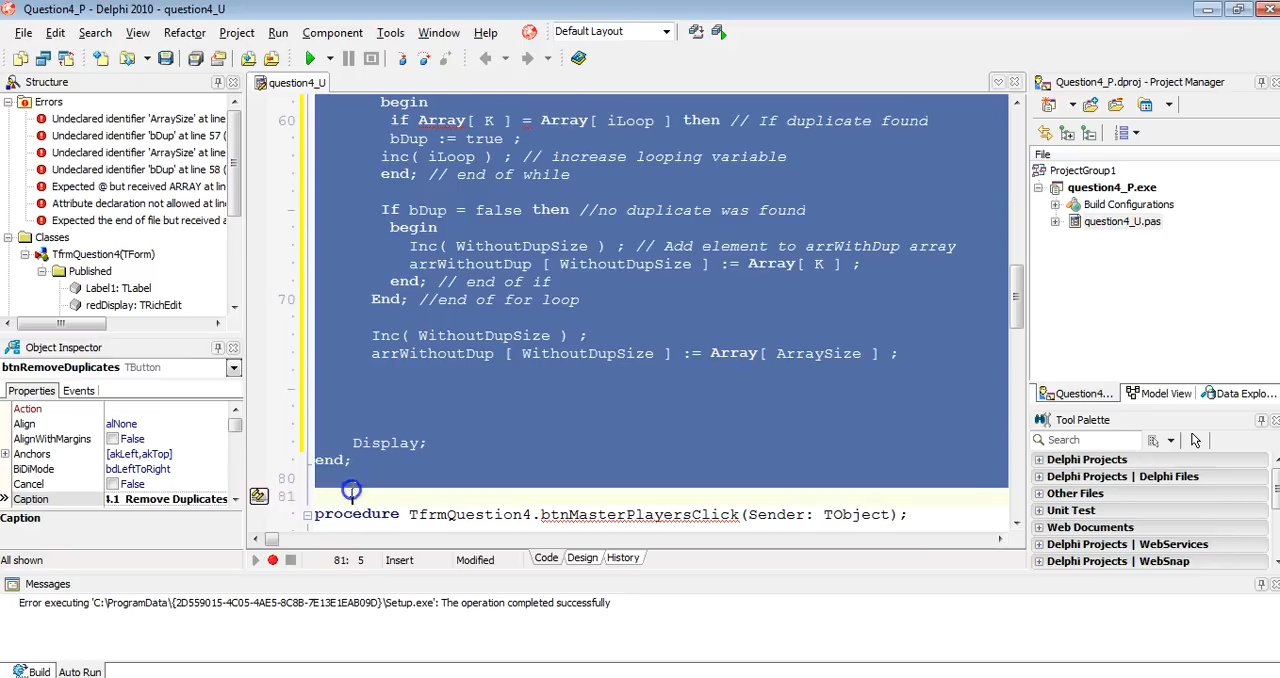 Question4_P - Delphi 2010 - question4_U
File Edit Search View Refactor Project Run Component Tools Window Help Default Layout
Structure
question4_U
Question4_P.dproj - Project Manager
Errors
Undeclared identifier 'ArraySize' at line
Undeclared identifier 'bDup' at line 57 (
Undeclared identifier 'ArraySize' at line
Undeclared identifier 'bDup' at line 58 (
Expected @ but received ARRAY at line
Attribute declaration not allowed at line
Expected the end of file but received
Classes
TfrmQuestion4(TForm)
Published
Label1: TLabel
redDisplay: TRichEdit
Object Inspector
btnRemoveDuplicates TButton
Properties Events
Action
Align alNone
AlignWithMargins False
Anchors [akLeft,akTop]
BiDiMode bdLeftToRight
Cancel False
Caption 4.1 Remove Duplicates
Caption
All shown
begin
60 if Array[ K ] = Array[ iLoop ] then // If duplicate found
bDup := true ;
inc( iLoop ) ; // increase looping variable
end; // end of while
If bDup = false then //no duplicate was found
begin
Inc( WithoutDupSize ) ; // Add element to arrWithDup array
arrWithoutDup [ WithoutDupSize ] := Array[ K ] ;
end; // end of if
70 End; //end of for loop
Inc( WithoutDupSize ) ;
arrWithoutDup [ WithoutDupSize ] := Array[ ArraySize ] ;
Display;
end;
80
81
procedure TfrmQuestion4.btnMasterPlayersClick(Sender: TObject);
81: 5 Insert Modified Code Design History
File
ProjectGroup1
question4_P.exe
Build Configurations
question4_U.pas
Question4... Model View Data Explo...
Tool Palette
Search
Delphi Projects
Delphi Projects | Delphi Files
Other Files
Unit Test
Web Documents
Delphi Projects | WebServices
Delphi Projects | WebSnap
Messages
Error executing 'C:\ProgramData\{2D559015-4C05-4AE5-8C8B-7E13E1EAB09D}\Setup.exe': The operation completed successfully
Build Auto Run